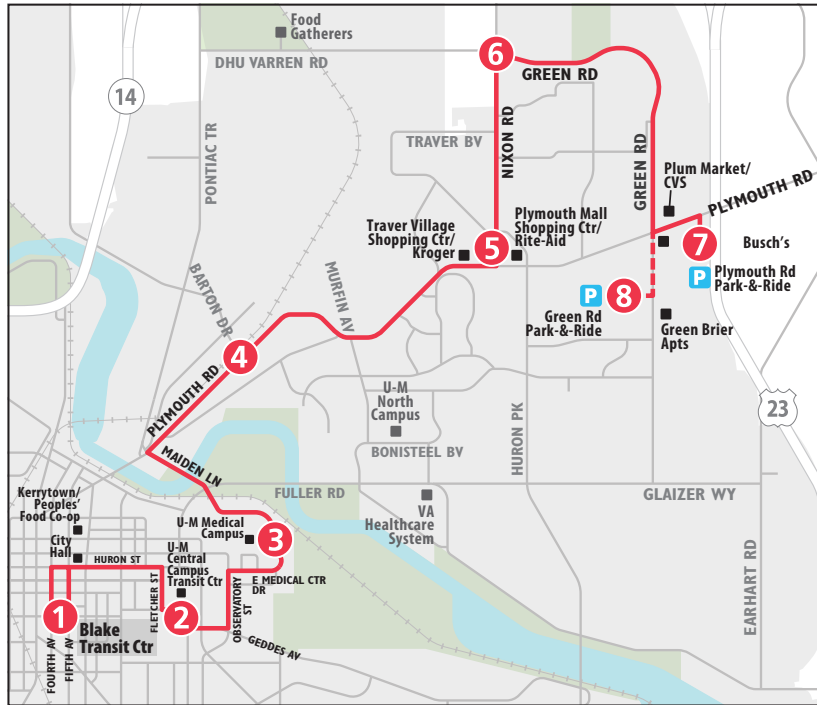 Food
Gatherers
DHU VARREN RD
6
GREEN RD
14
PONTIAC TR
NIXON RD
TRAVER BV
GREEN RD
Plum Market/
CVS
PLYMOUTH RD
Traver Village
Shopping Ctr/
Kroger
5
Plymouth Mall
Shopping Ctr/
Rite-Aid
7
Busch's
P
Plymouth Rd
Park-&-Ride
P
8
Green Rd
Park-&-Ride
Green Brier
Apts
BARTON DR
MURFIN AV
4
PLYMOUTH RD
U-M
North
Campus
HURON PK
23
BONISTEEL BV
MAIDEN LN
FULLER RD
GLAIZER WY
VA
Healthcare
System
EARHART RD
Kerrytown/
Peoples'
Food Co-op
City
Hall
U-M Medical
Campus
3
HURON ST
U-M
Central
Campus
Transit Ctr
E MEDICAL CTR
DR
FLETCHER ST
OBSERVATORY
ST
1
2
Blake
Transit Ctr
GEDDES AV
FOURTH AV
FIFTH AV